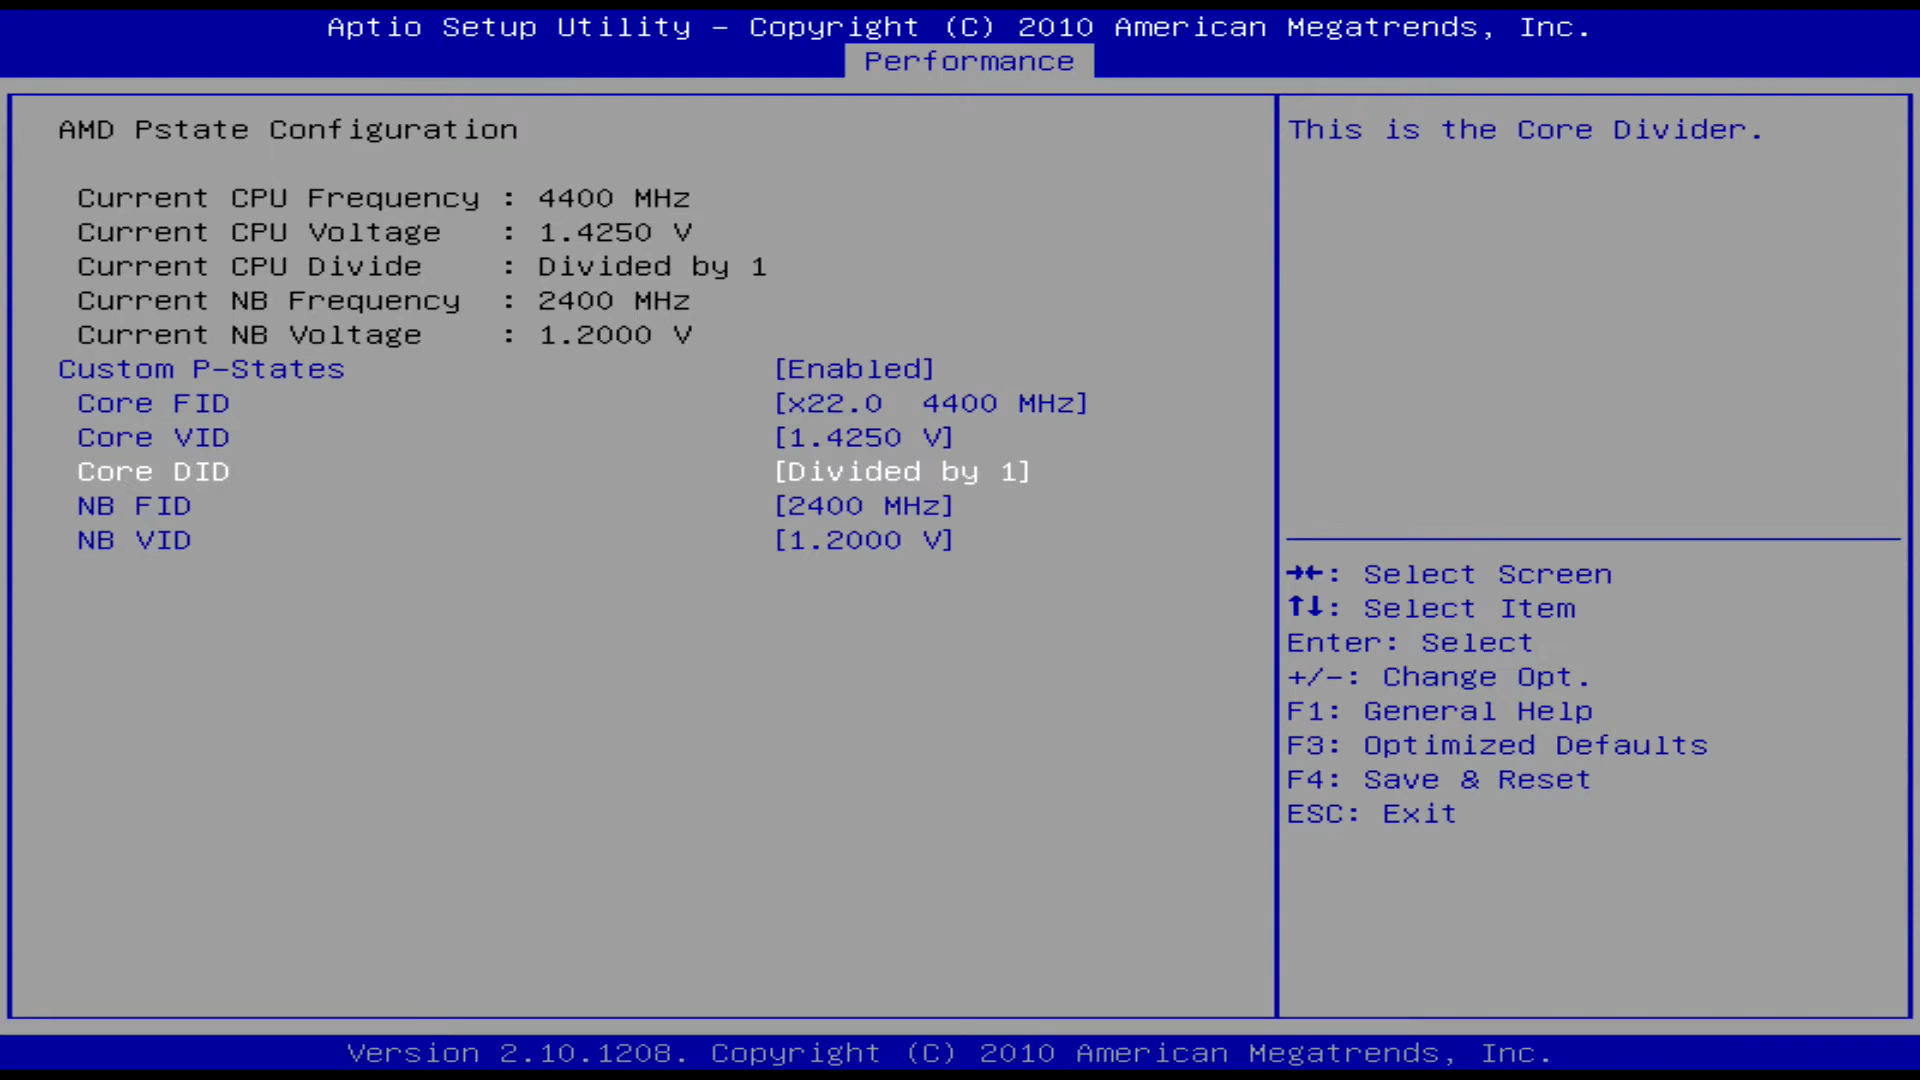 Aptio Setup Utility - Copyright (C) 2010 American Megatrends, Inc.
Performance
AMD Pstate Configuration
Current CPU Frequency : 4400 MHz
Current CPU Voltage : 1.4250 V
Current CPU Divide : Divided by 1
Current NB Frequency : 2400 MHz
Current NB Voltage : 1.2000 V
Custom P-States [Enabled]
Core FID [x22.0 4400 MHz]
Core VID [1.4250 V]
Core DID [Divided by 1]
NB FID [2400 MHz]
NB VID [1.2000 V]
This is the Core Divider.
→←: Select Screen
↑↓: Select Item
Enter: Select
+/-: Change Opt.
F1: General Help
F3: Optimized Defaults
F4: Save & Reset
ESC: Exit
Version 2.10.1208. Copyright (C) 2010 American Megatrends, Inc.